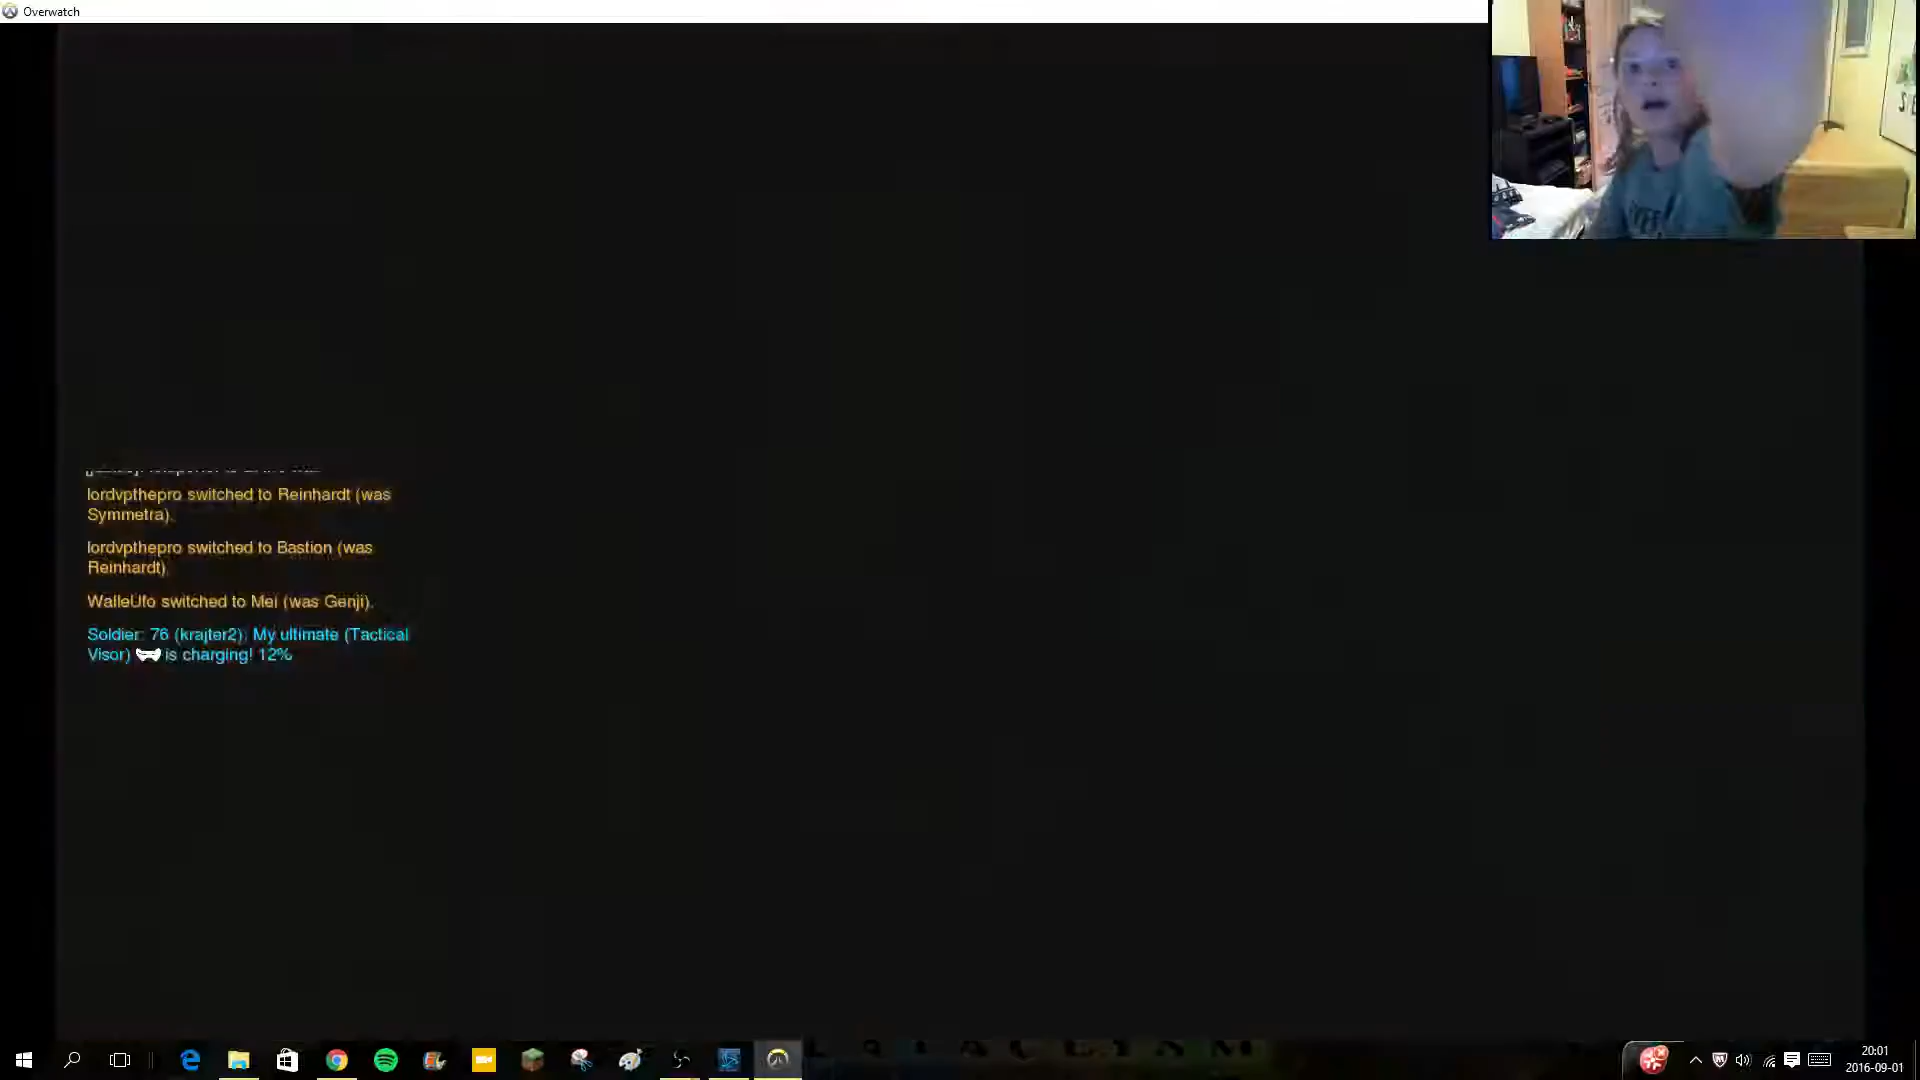 Overwatch
lordvpthepro switched to Reinhardt (was
Symmetra).
lordvpthepro switched to Bastion (was
Reinhardt).
WalleUfo switched to Mei (was Genji).
Soldier: 76 (krajter2): My ultimate (Tactical
Visor) is charging! 12%
20:01
2016-09-01